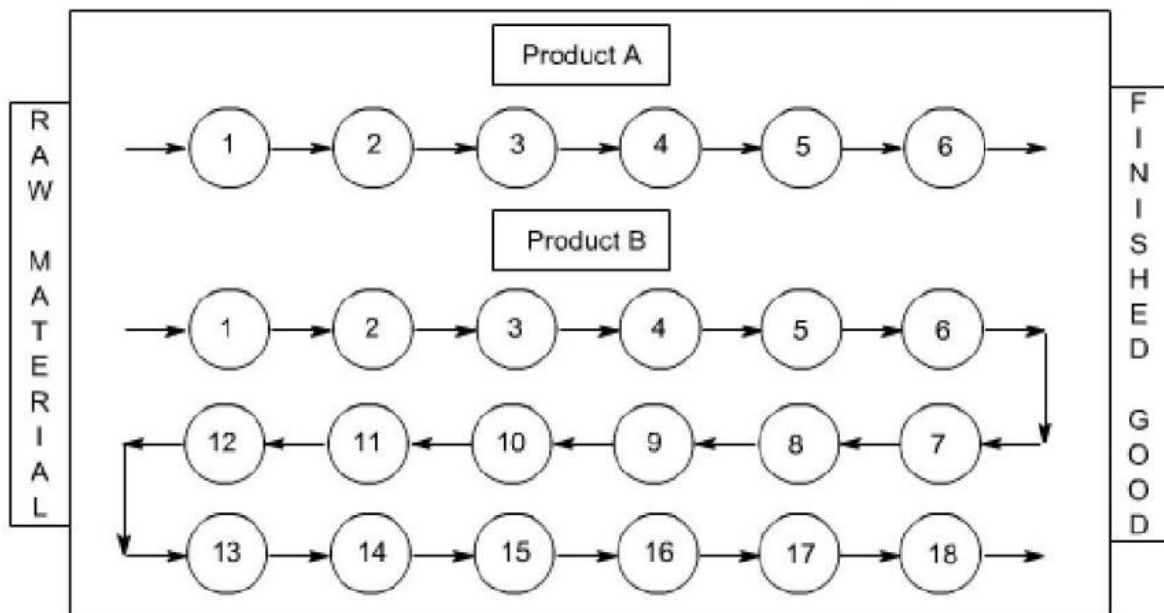 Product A
RAW MATERIAL
1 2 3 4 5 6
FINISHED GOOD
Product B
1 2 3 4 5 6
12 11 10 9 8 7
13 14 15 16 17 18